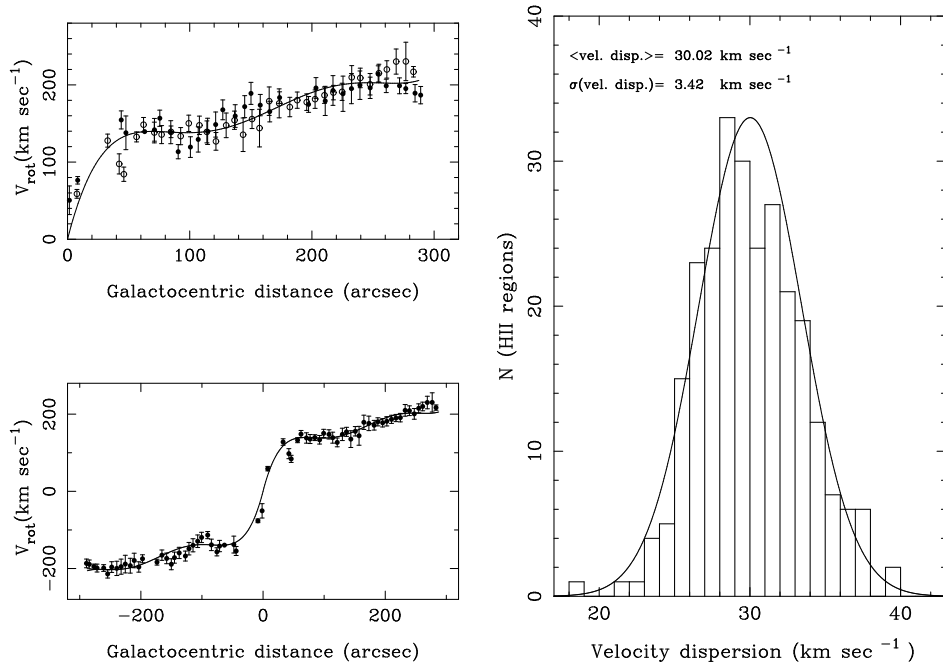 200
100
0
V_rot(km sec^-1)
0 100 200 300
Galactocentric distance (arcsec)
200
0
−200
V_rot(km sec^-1)
−200 0 200
Galactocentric distance (arcsec)
40
30
20
10
0
N (HII regions)
<vel. disp.>= 30.02 km sec^-1
σ(vel. disp.)= 3.42 km sec^-1
20 30 40
Velocity dispersion (km sec^-1)